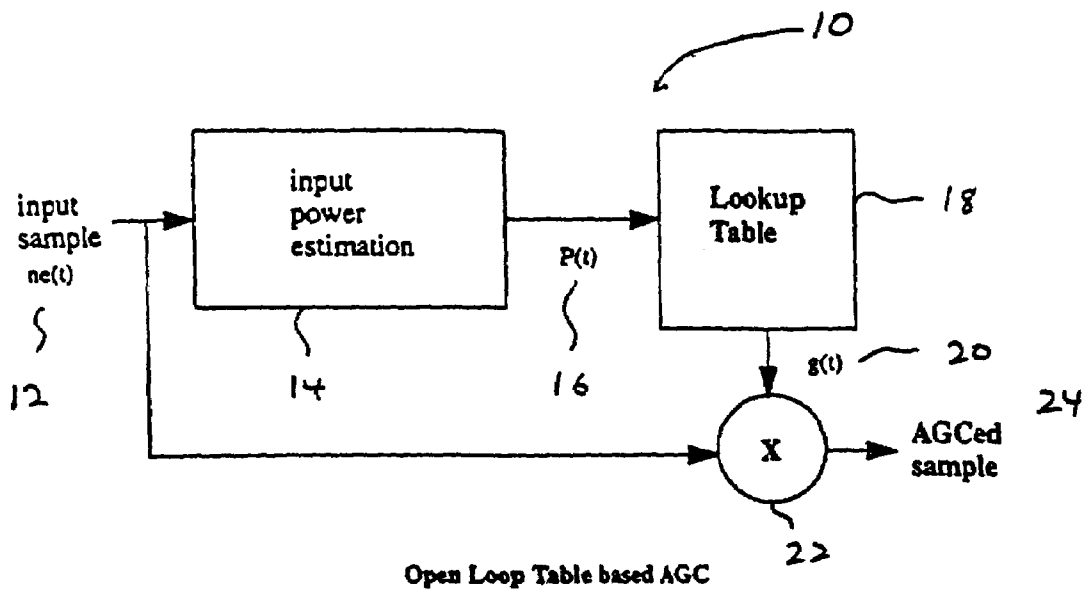 10
input
sample
ne(t)
12
input
power
estimation
14
P(t)
16
Lookup
Table
18
g(t)
20
X
22
24
AGCed
sample
Open Loop Table based AGC